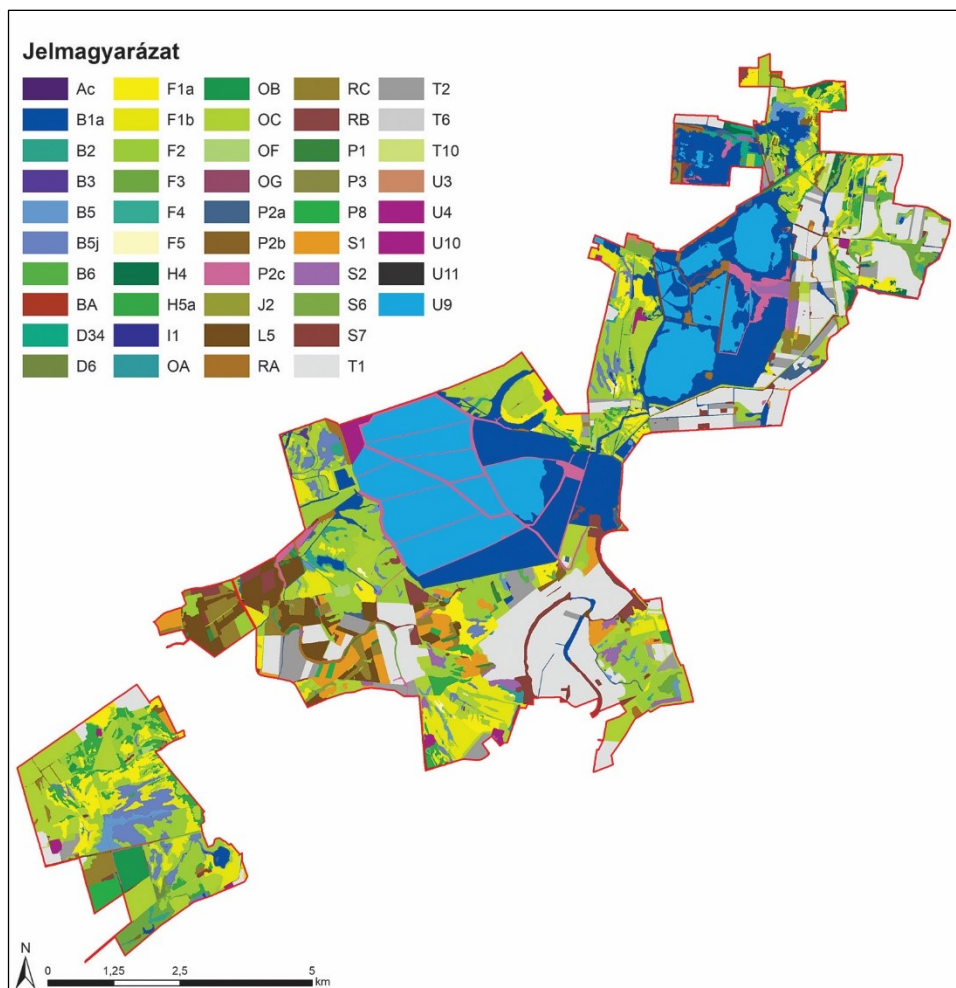 Jelmagyarázat
Ac F1a OB RC T2
B1a F1b OC RB T6
B2 F2 OF P1 T10
B3 F3 OG P3 U3
B5 F4 P2a P8 U4
B5j F5 P2b S1 U10
B6 H4 P2c S2 U11
BA H5a J2 S6 U9
D34 I1 L5 S7
D6 OA RA T1
N
0 1,25 2,5 5
km